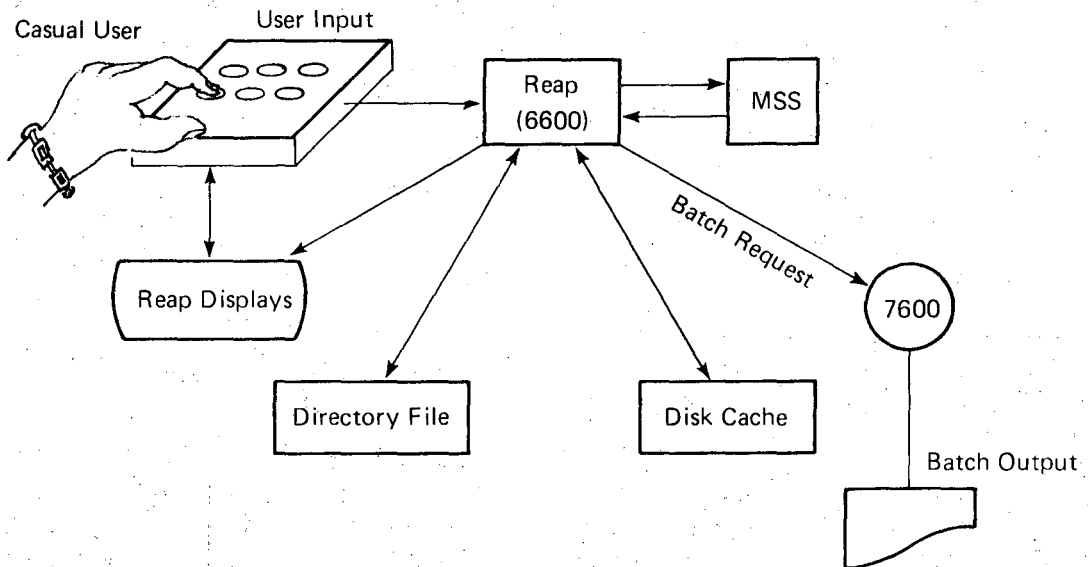 Casual User
User Input
Reap
(6600)
MSS
Batch Request
Reap Displays
7600
Directory File
Disk Cache
Batch Output